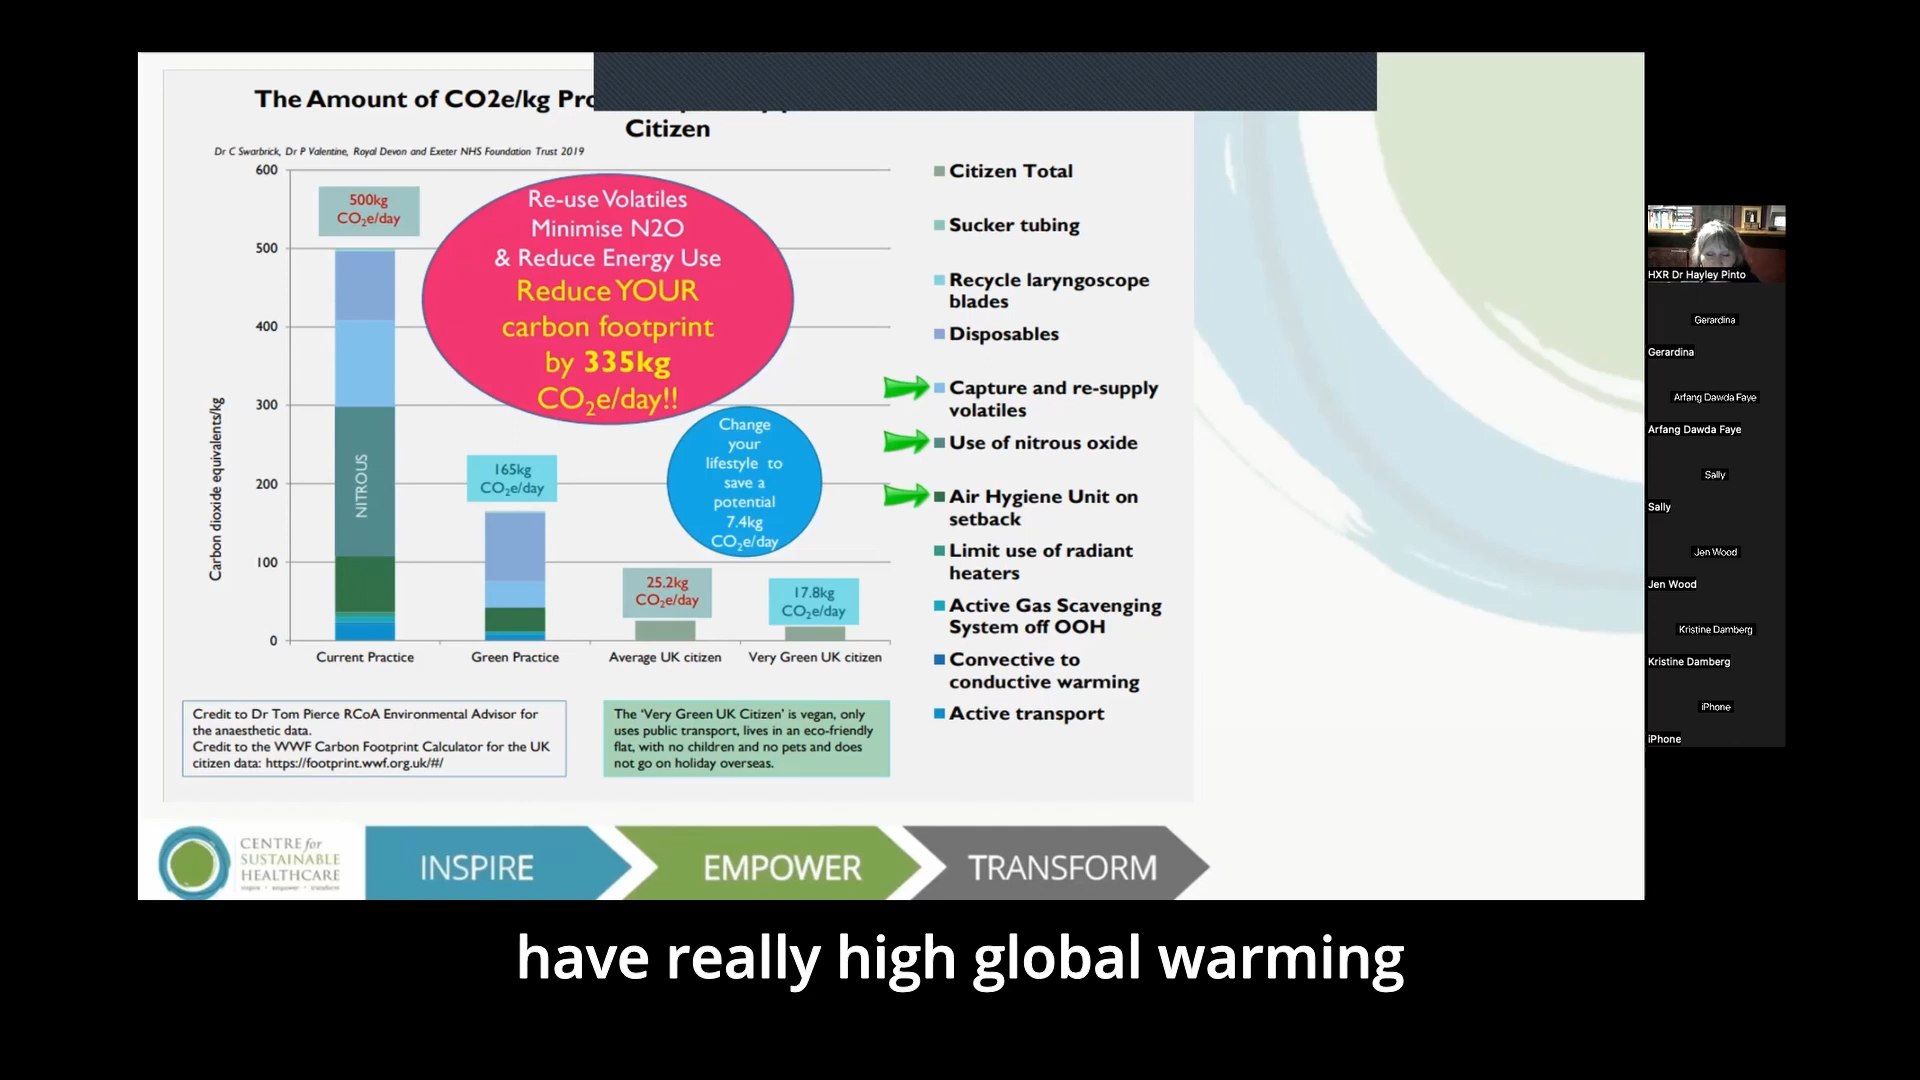 The Amount of CO2e/kg
Citizen
Dr C Swarbrick, Dr P Valentine, Royal Devon and Exeter NHS Foundation Trust 2019
Carbon dioxide equivalents/kg
600
500
400
300
200
100
0
500kg
CO₂e/day
NITROUS
165kg
CO₂e/day
25.2kg
CO₂e/day
17.8kg
CO₂e/day
Re-use Volatiles
Minimise N2O
& Reduce Energy Use
Reduce YOUR
carbon footprint
by 335kg
CO₂e/day!!
Change
your
lifestyle to
save a
potential
7.4kg
CO₂e/day
Current Practice
Green Practice
Average UK citizen
Very Green UK citizen
Citizen Total
Sucker tubing
Recycle laryngoscope
blades
Disposables
Capture and re-supply
volatiles
Use of nitrous oxide
Air Hygiene Unit on
setback
Limit use of radiant
heaters
Active Gas Scavenging
System off OOH
Convective to
conductive warming
Active transport
Credit to Dr Tom Pierce RCoA Environmental Advisor for
the anaesthetic data.
Credit to the WWF Carbon Footprint Calculator for the UK
citizen data: https://footprint.wwf.org.uk/#/
The ‘Very Green UK Citizen’ is vegan, only
uses public transport, lives in an eco-friendly
flat, with no children and no pets and does
not go on holiday overseas.
CENTRE for
SUSTAINABLE
HEALTHCARE
inspire • empower • transform
INSPIRE
EMPOWER
TRANSFORM
HXR Dr Hayley Pinto
Gerardina
Gerardina
Arfang Dawda Faye
Arfang Dawda Faye
Sally
Sally
Jen Wood
Jen Wood
Kristine Damberg
Kristine Damberg
iPhone
iPhone
have really high global warming